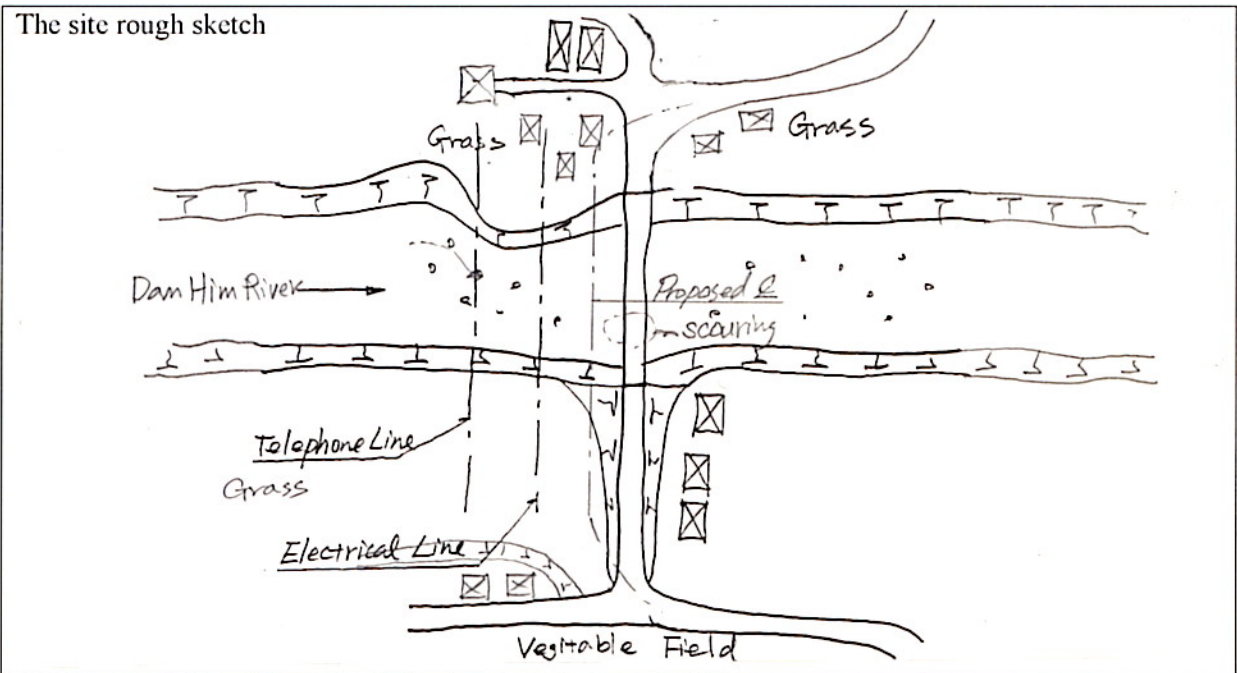 The site rough sketch
Grass
Grass
Dam Him River
Proposed ℄
scouring
Telephone Line
Grass
Electrical Line
Vegitable Field